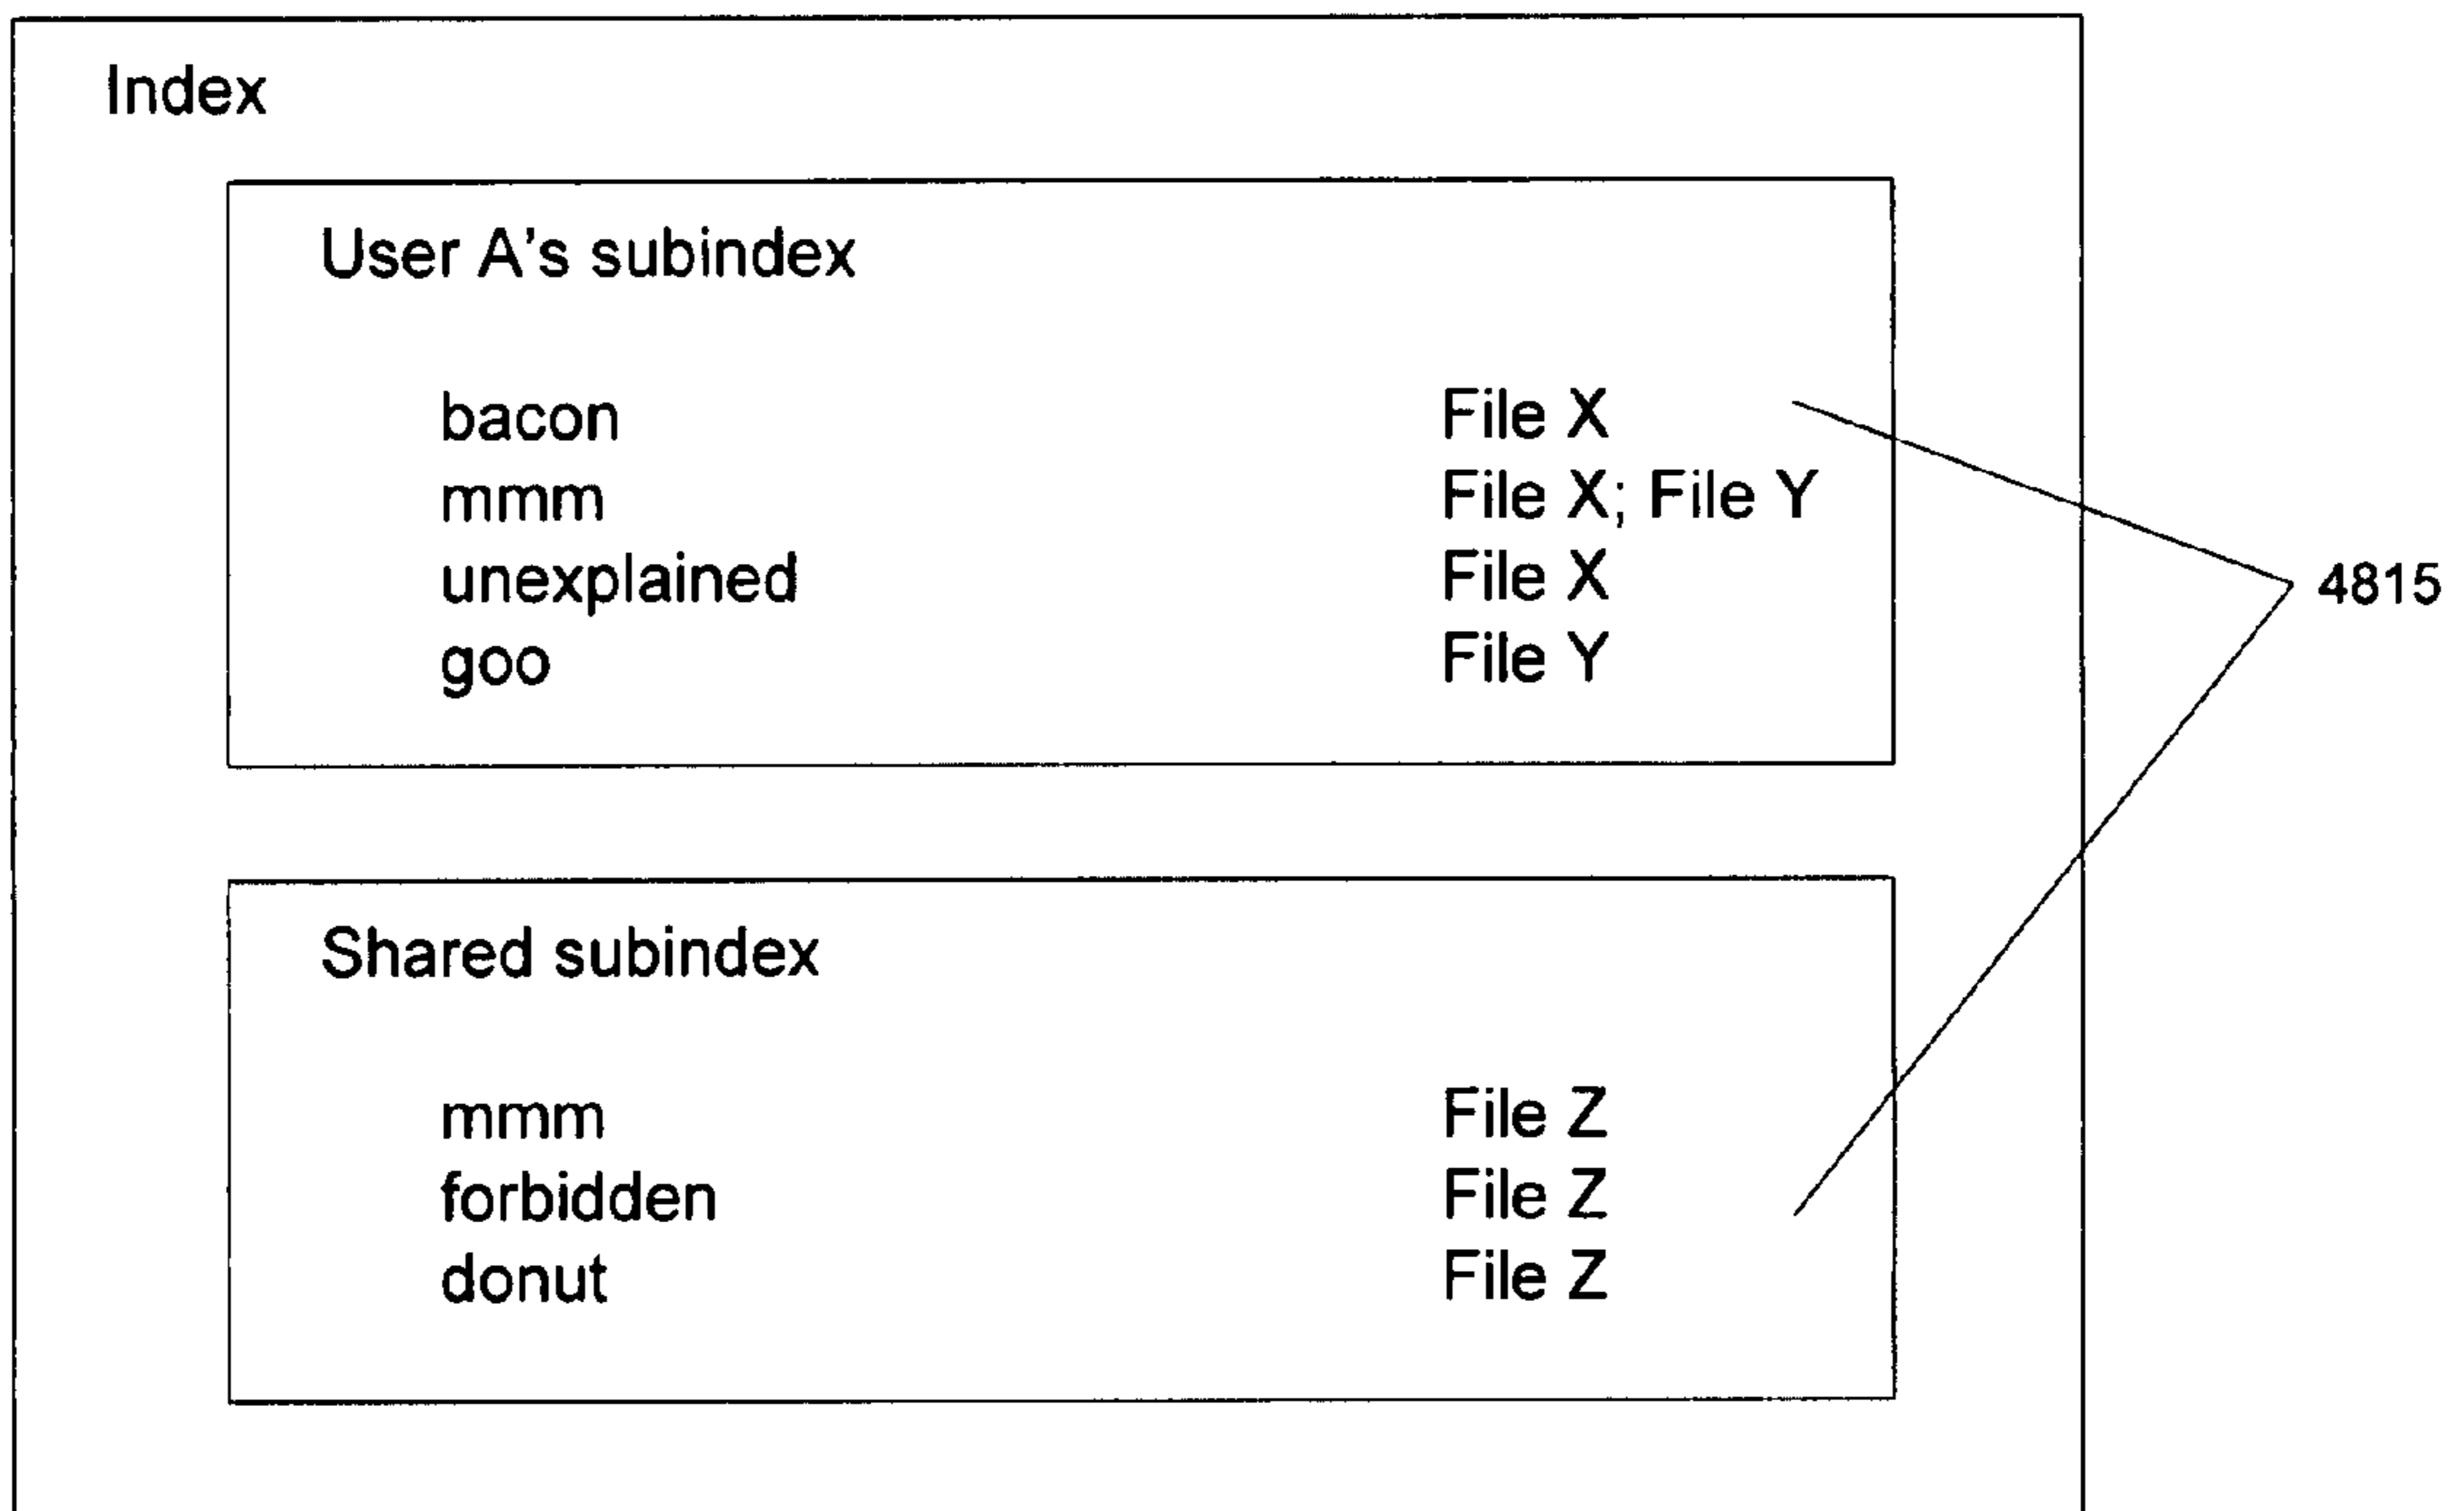 Index
User A's subindex
bacon File X
mmm File X; File Y
unexplained File X
goo File Y
4815
Shared subindex
mmm File Z
forbidden File Z
donut File Z